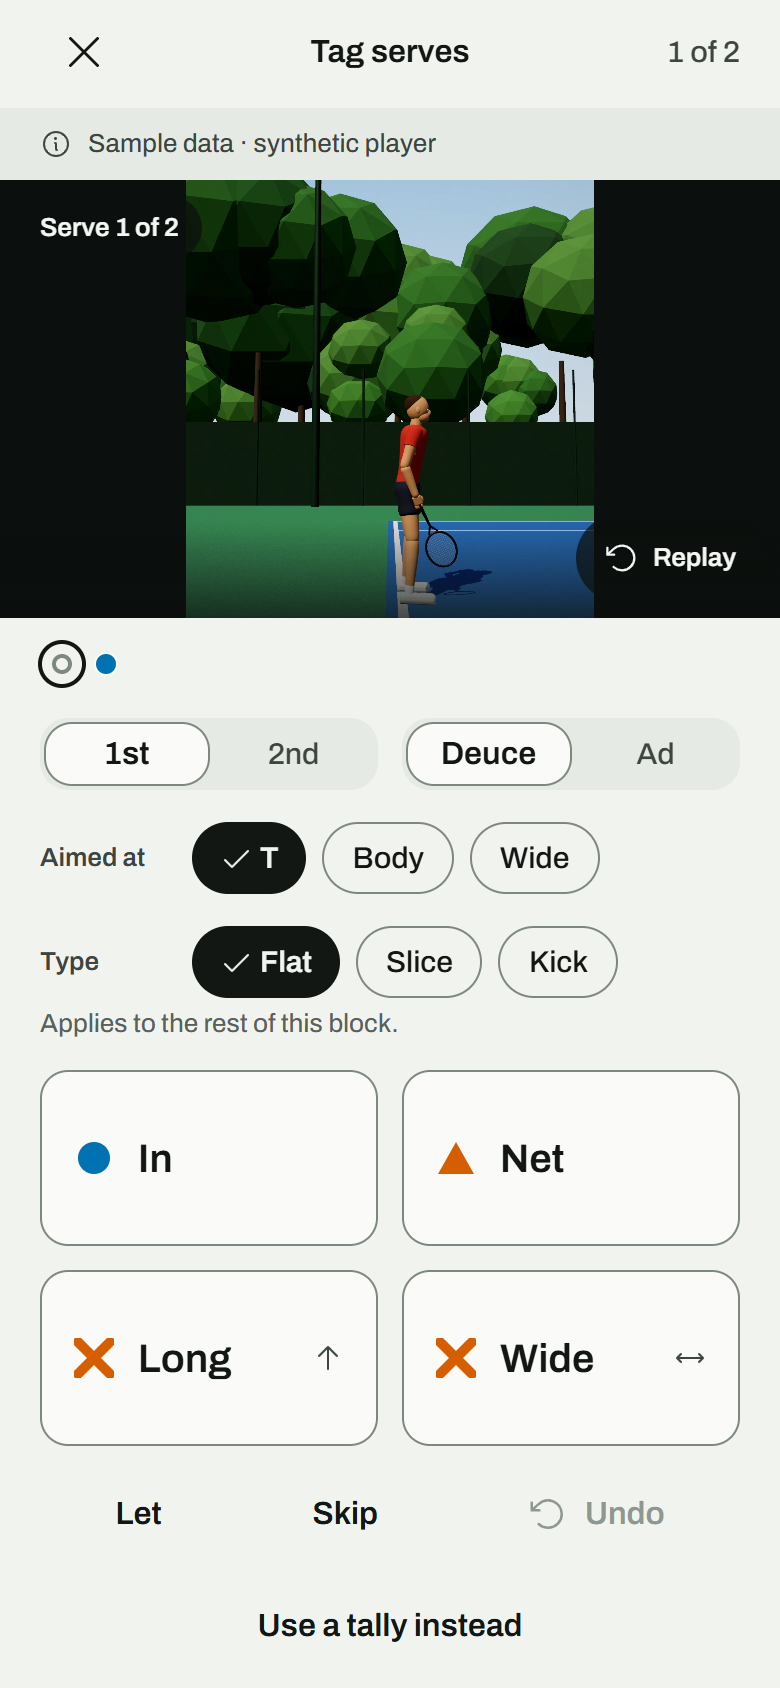 Tag serves
1 of 2
Sample data · synthetic player
Serve 1 of 2
Replay
1st
2nd
Deuce
Ad
Aimed at
T
Body
Wide
Type
Flat
Slice
Kick
Applies to the rest of this block.
In
Net
Long
Wide
Let
Skip
Undo
Use a tally instead